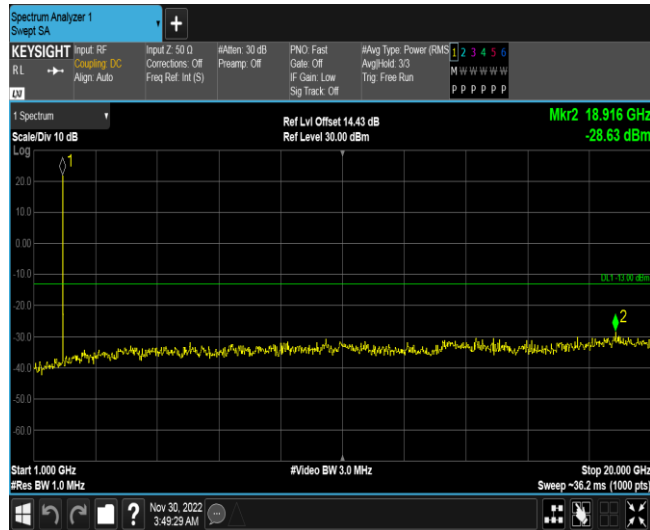 Spectrum Analyzer 1
Swept SA
+
KEYSIGHT Input: RF Input Z: 50 Ω #Atten: 30 dB PNO: Fast #Avg Type: Power (RMS 1 2 3 4 5 6
RL Coupling: DC Corrections: Off Preamp: Off Gate: Off Avg|Hold: 3/3 M W W W W W
Align: Auto Freq Ref: Int (S) IF Gain: Low Trig: Free Run
Sig Track: Off P P P P P P
LXI
1 Spectrum Ref Lvl Offset 14.43 dB Mkr2 18.916 GHz
Scale/Div 10 dB Ref Level 30.00 dBm -28.63 dBm
Log
1
20.0
10.0
0.00
-10.0
DL1 -13.00 dBm
-20.0
2
-30.0
-40.0
-50.0
-60.0
Start 1.000 GHz #Video BW 3.0 MHz Stop 20.000 GHz
#Res BW 1.0 MHz Sweep ~36.2 ms (1000 pts)
? Nov 30, 2022
3:49:29 AM